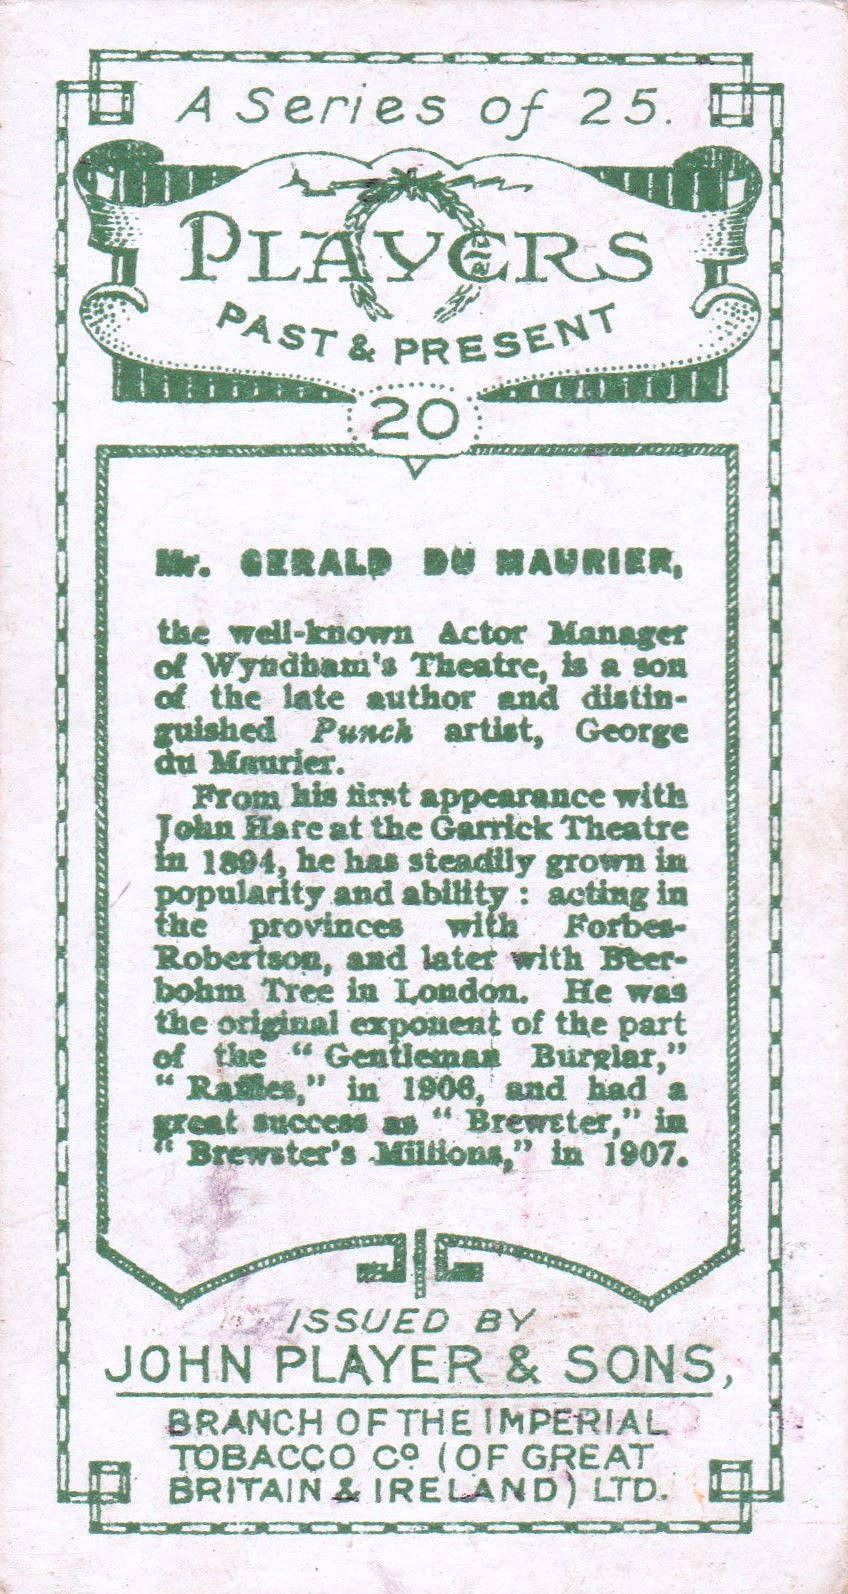 A Series of 25.
PLAYERS
PAST & PRESENT
20
Mr. GERALD DU MAURIER,
the well-known Actor Manager
of Wyndham's Theatre, is a son
of the late author and distin-
guished Punch artist, George
du Maurier.
From his first appearance with
John Hare at the Garrick Theatre
in 1894, he has steadily grown in
popularity and ability : acting in
the provinces with Forbes-
Robertson, and later with Beer-
bohm Tree in London. He was
the original exponent of the part
of the “ Gentleman Burglar,”
“ Raffles,” in 1906, and had a
great success as “ Brewster,” in
“ Brewster's Millions,” in 1907.
ISSUED BY
JOHN PLAYER & SONS,
BRANCH OF THE IMPERIAL
TOBACCO Co (OF GREAT
BRITAIN & IRELAND) LTD.